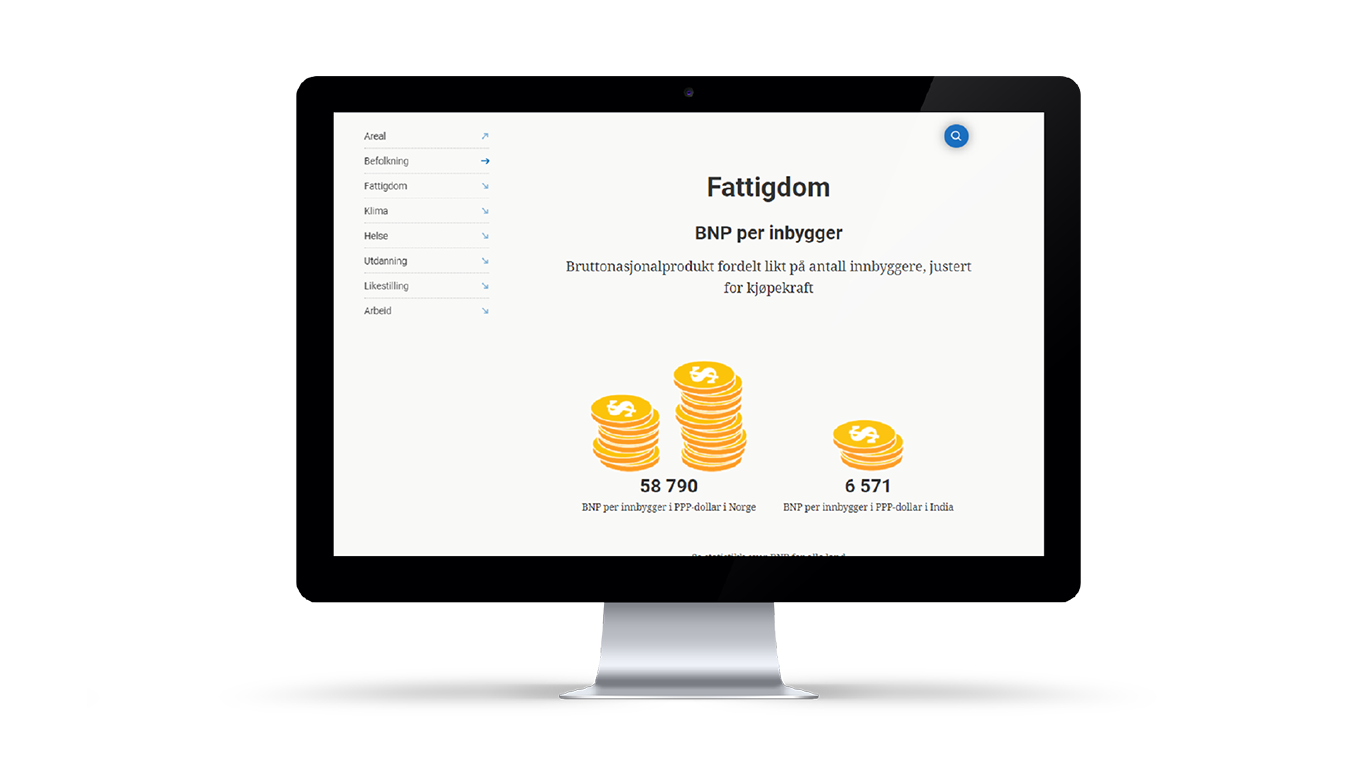 Areal
Befolkning
Fattigdom
Klima
Helse
Utdanning
Likestilling
Arbeid
Fattigdom
BNP per inbygger
Bruttonasjonalprodukt fordelt likt på antall innbyggere, justert
for kjøpekraft
58 790
BNP per innbygger i PPP-dollar i Norge
6 571
BNP per innbygger i PPP-dollar i India